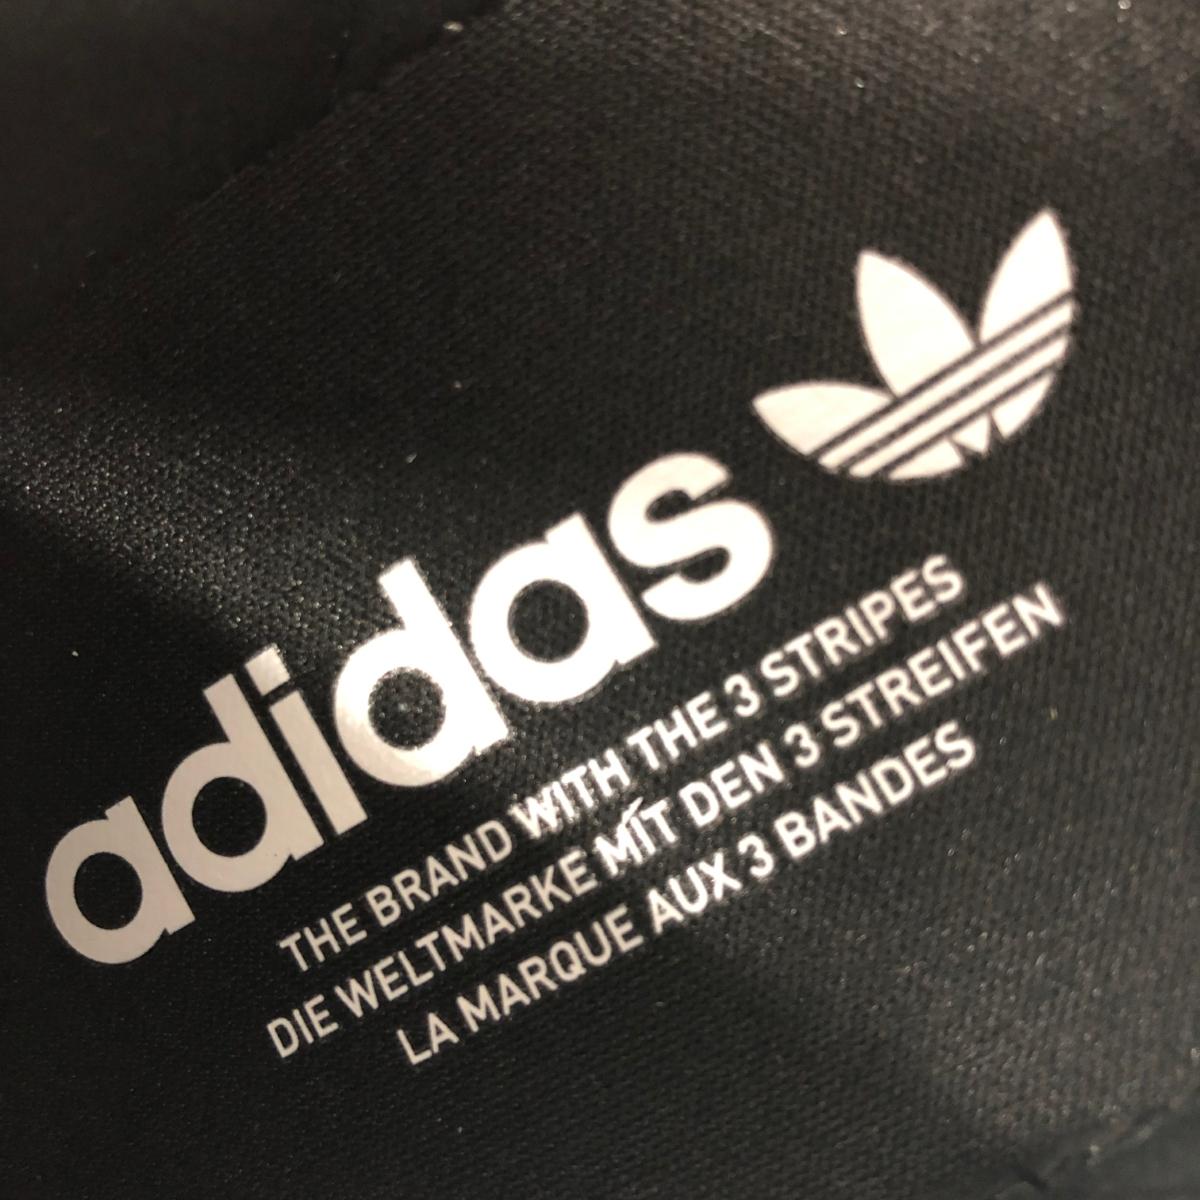 adidas
THE BRAND WITH THE 3 STRIPES
DIE WELTMARKE MIT DEN 3 STREIFEN
LA MARQUE AUX 3 BANDES